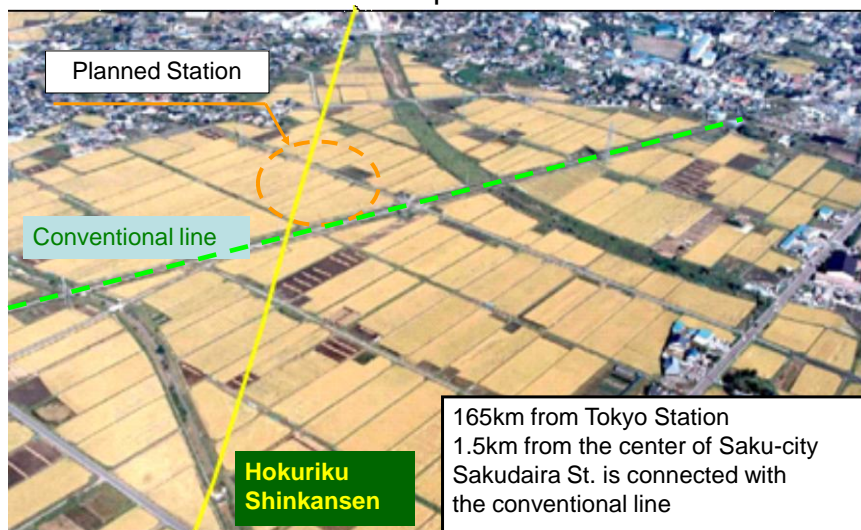 Planned Station
Conventional line
Hokuriku
Shinkansen
165km from Tokyo Station
1.5km from the center of Saku-city
Sakudaira St. is connected with
the conventional line